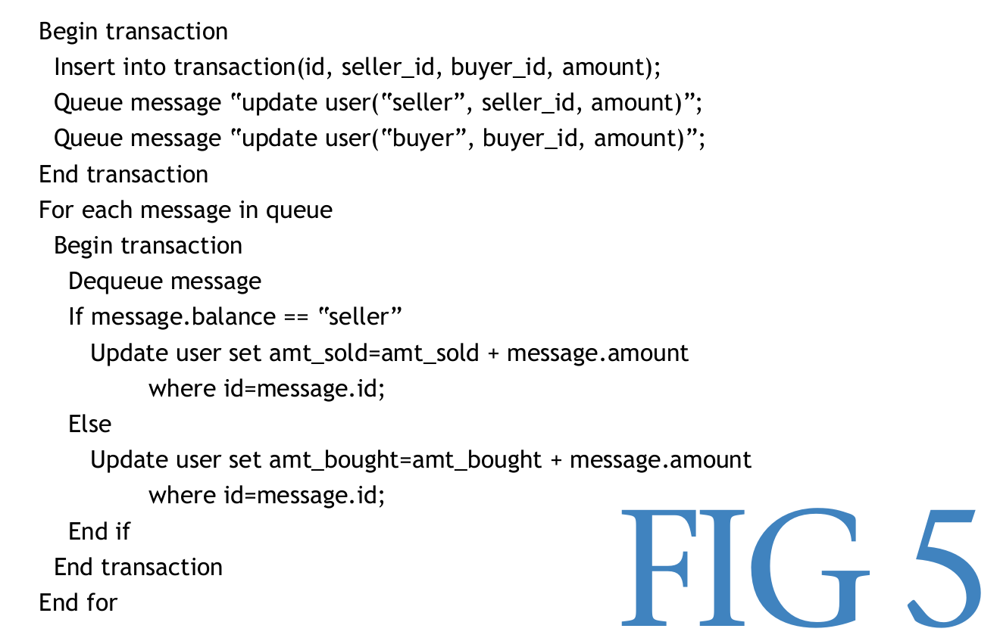 Begin transaction
Insert into transaction(id, seller_id, buyer_id, amount);
Queue message “update user(“seller”, seller_id, amount)”;
Queue message “update user(“buyer”, buyer_id, amount)”;
End transaction
For each message in queue
Begin transaction
Dequeue message
If message.balance == “seller”
Update user set amt_sold=amt_sold + message.amount
where id=message.id;
Else
Update user set amt_bought=amt_bought + message.amount
where id=message.id;
End if
End transaction
End for
FIG 5